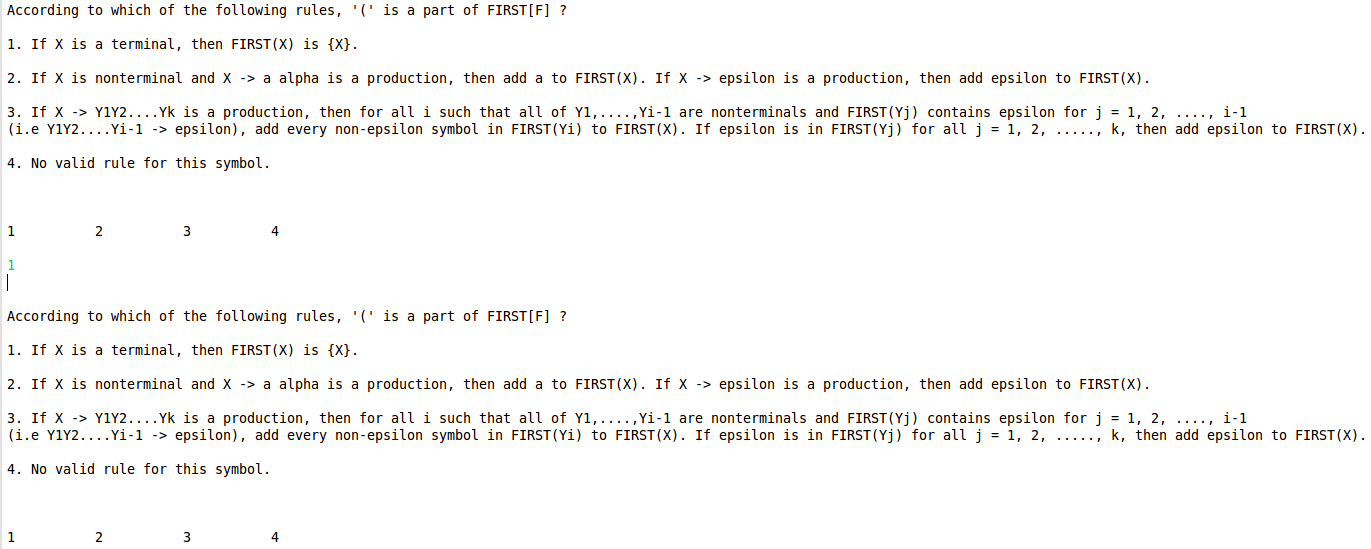 According to which of the following rules, '(' is a part of FIRST[F] ?
1. If X is a terminal, then FIRST(X) is {X}.
2. If X is nonterminal and X -> a alpha is a production, then add a to FIRST(X). If X -> epsilon is a production, then add epsilon to FIRST(X).
3. If X -> Y1Y2....Yk is a production, then for all i such that all of Y1,....,Yi-1 are nonterminals and FIRST(Yj) contains epsilon for j = 1, 2, ...., i-1
(i.e Y1Y2....Yi-1 -> epsilon), add every non-epsilon symbol in FIRST(Yi) to FIRST(X). If epsilon is in FIRST(Yj) for all j = 1, 2, ....., k, then add epsilon to FIRST(X).
4. No valid rule for this symbol.
1 2 3 4
1
According to which of the following rules, '(' is a part of FIRST[F] ?
1. If X is a terminal, then FIRST(X) is {X}.
2. If X is nonterminal and X -> a alpha is a production, then add a to FIRST(X). If X -> epsilon is a production, then add epsilon to FIRST(X).
3. If X -> Y1Y2....Yk is a production, then for all i such that all of Y1,....,Yi-1 are nonterminals and FIRST(Yj) contains epsilon for j = 1, 2, ...., i-1
(i.e Y1Y2....Yi-1 -> epsilon), add every non-epsilon symbol in FIRST(Yi) to FIRST(X). If epsilon is in FIRST(Yj) for all j = 1, 2, ....., k, then add epsilon to FIRST(X).
4. No valid rule for this symbol.
1 2 3 4